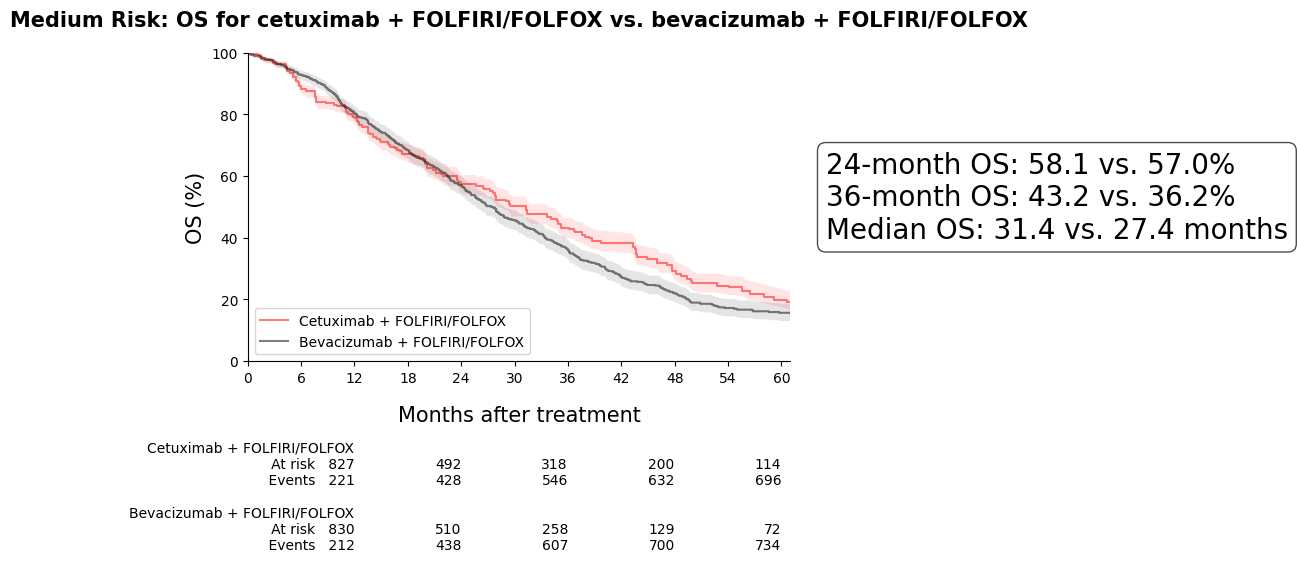 Medium Risk: OS for cetuximab + FOLFIRI/FOLFOX vs. bevacizumab + FOLFIRI/FOLFOX
100
80
60
40
20
0
OS (%)
Cetuximab + FOLFIRI/FOLFOX
Bevacizumab + FOLFIRI/FOLFOX
0 6 12 18 24 30 36 42 48 54 60
Months after treatment
24-month OS: 58.1 vs. 57.0%
36-month OS: 43.2 vs. 36.2%
Median OS: 31.4 vs. 27.4 months
Cetuximab + FOLFIRI/FOLFOX
At risk 827 492 318 200 114
Events 221 428 546 632 696
Bevacizumab + FOLFIRI/FOLFOX
At risk 830 510 258 129 72
Events 212 438 607 700 734